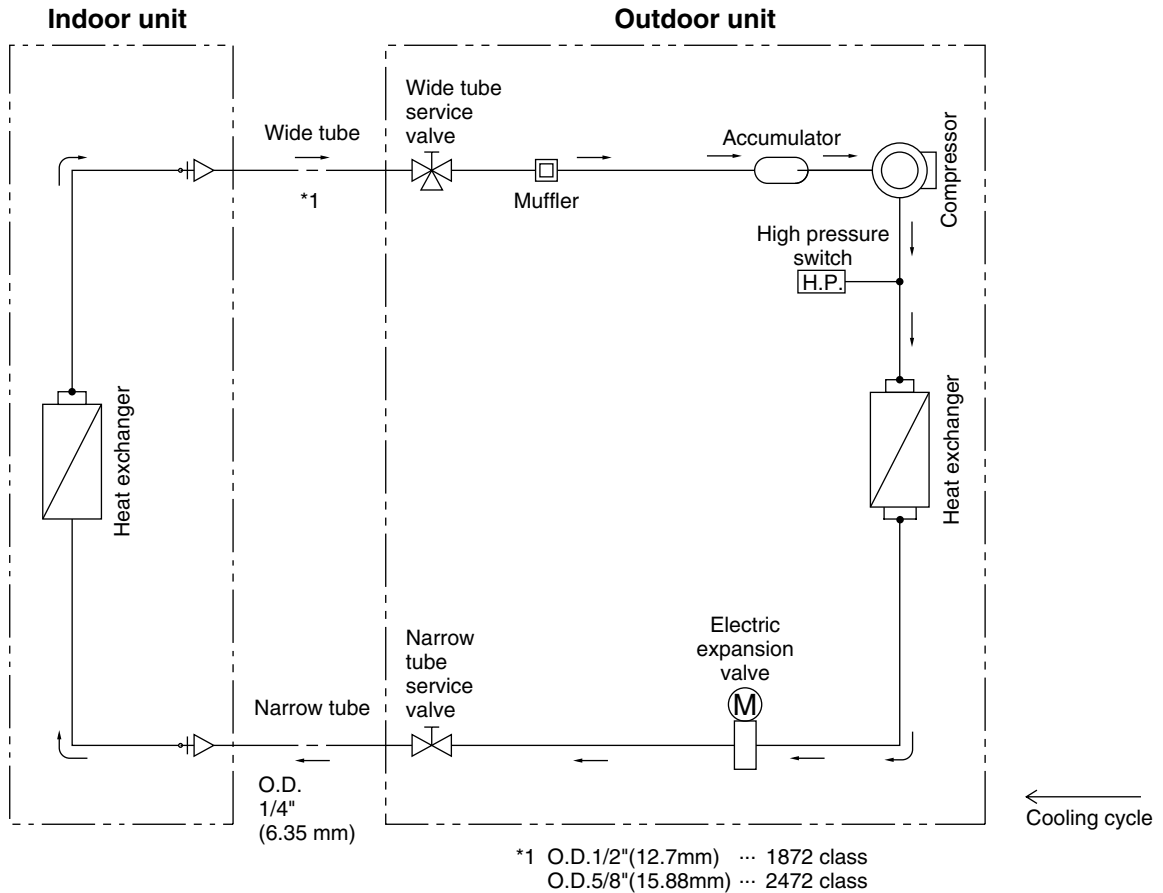 Indoor unit
Outdoor unit
Wide tube
*1
Wide tube
service
valve
Muffler
Accumulator
Compressor
High pressure
switch
H.P.
Heat exchanger
Heat exchanger
Narrow tube
O.D.
1/4"
(6.35 mm)
Narrow
tube
service
valve
Electric
expansion
valve
M
Cooling cycle
*1 O.D.1/2"(12.7mm) ··· 1872 class
O.D.5/8"(15.88mm) ··· 2472 class